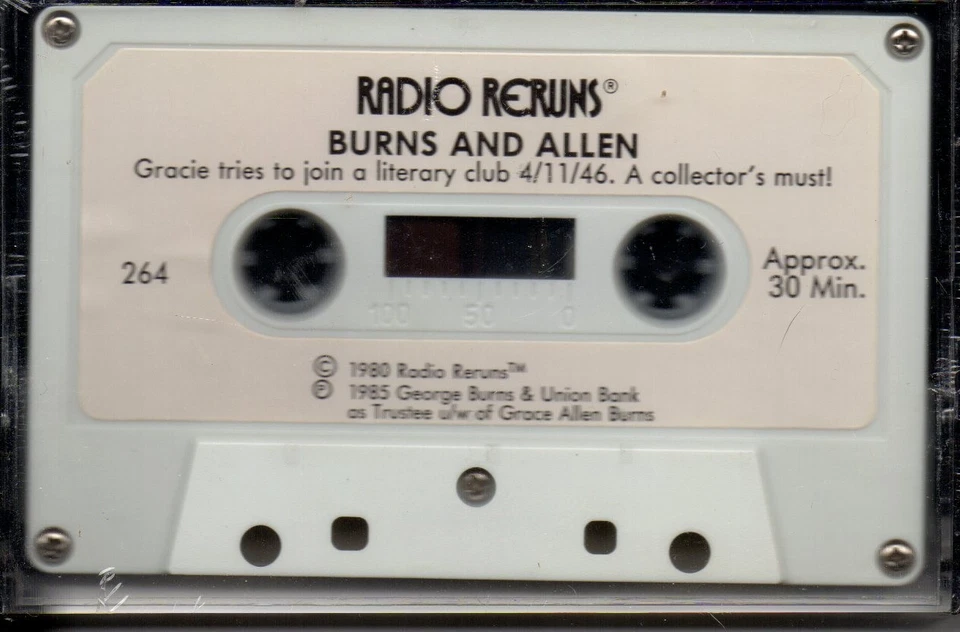 RADIO RERUNS®
BURNS AND ALLEN
Gracie tries to join a literary club 4/11/46. A collector's must!
264
Approx.
30 Min.
100 50 0
© 1980 Radio Reruns™
℗ 1985 George Burns & Union Bank
as Trustee u/w of Grace Allen Burns